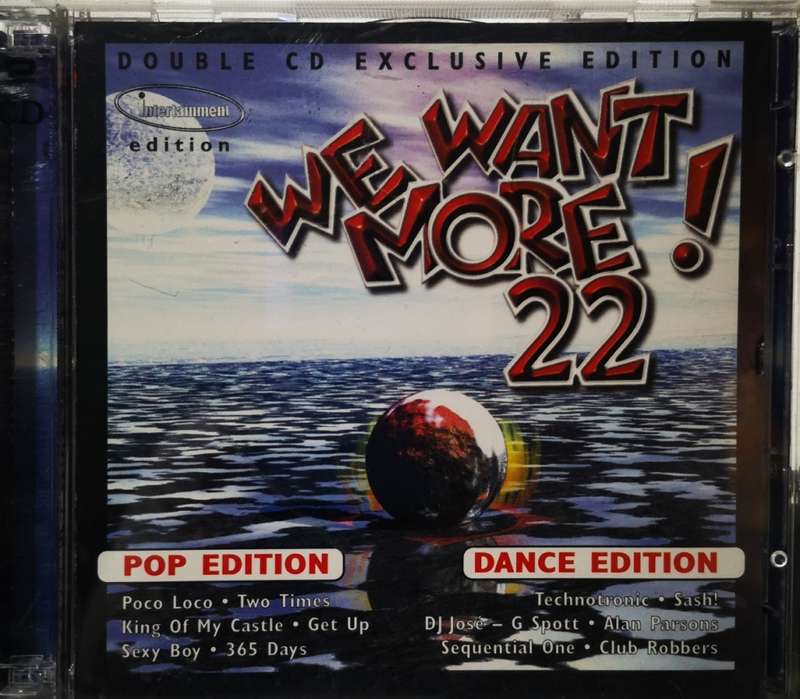 DOUBLE CD EXCLUSIVE EDITION
intertainment
edition
WE WANT
MORE!
22
POP EDITION
Poco Loco • Two Times
King Of My Castle • Get Up
Sexy Boy • 365 Days
DANCE EDITION
Technotronic • Sash!
DJ José – G Spott • Alan Parsons
Sequential One • Club Robbers